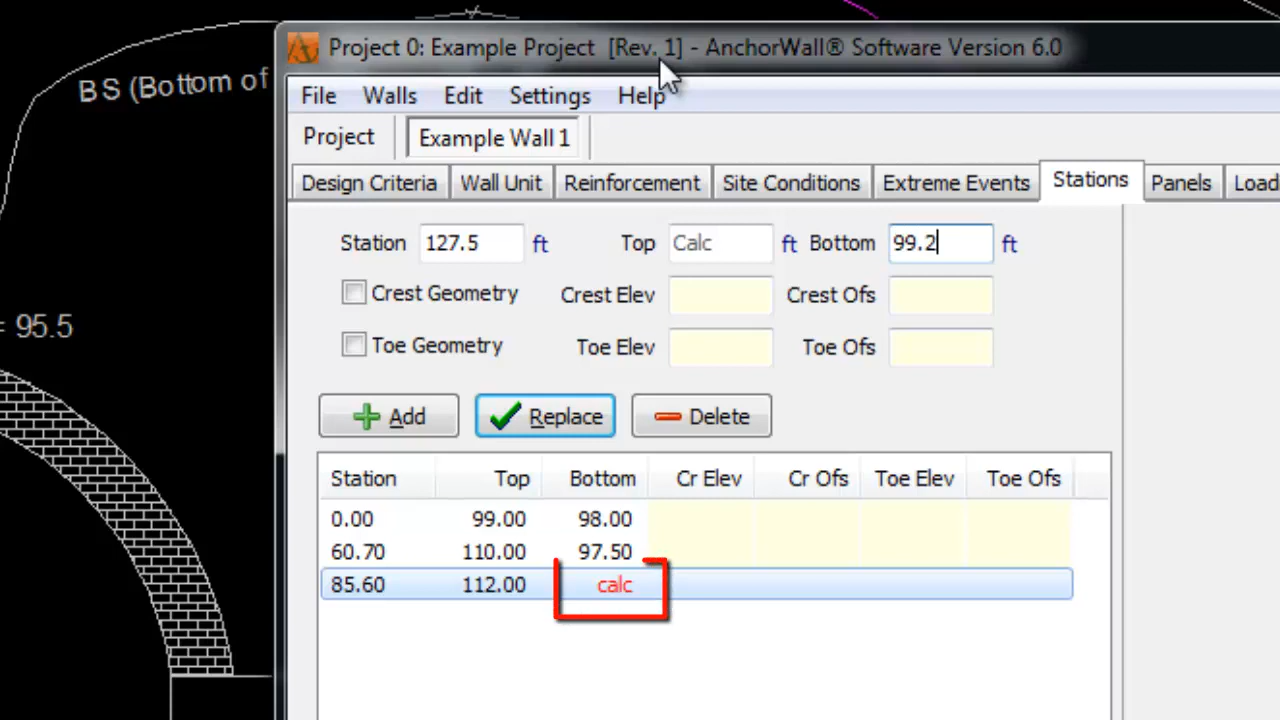 BS (Bottom of
= 95.5
Project 0: Example Project [Rev. 1] - AnchorWall® Software Version 6.0
File Walls Edit Settings Help
Project Example Wall 1
Design Criteria Wall Unit Reinforcement Site Conditions Extreme Events Stations Panels Load
Station 127.5 ft Top Calc ft Bottom 99.2 ft
Crest Geometry Crest Elev Crest Ofs
Toe Geometry Toe Elev Toe Ofs
Add Replace Delete
Station Top Bottom Cr Elev Cr Ofs Toe Elev Toe Ofs
0.00 99.00 98.00
60.70 110.00 97.50
85.60 112.00 calc